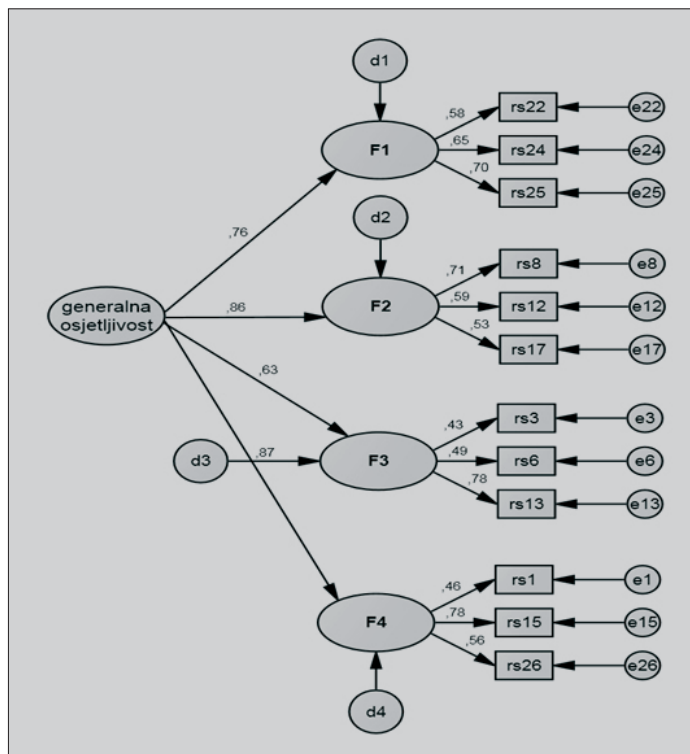 d1
F1
,58
rs22
e22
,65
rs24
e24
,70
rs25
e25
,76
d2
F2
,71
rs8
e8
,59
rs12
e12
,53
rs17
e17
generalna
osjetljivost
,86
,63
d3
,87
F3
,43
rs3
e3
,49
rs6
e6
,78
rs13
e13
F4
,46
rs1
e1
,78
rs15
e15
,56
rs26
e26
d4